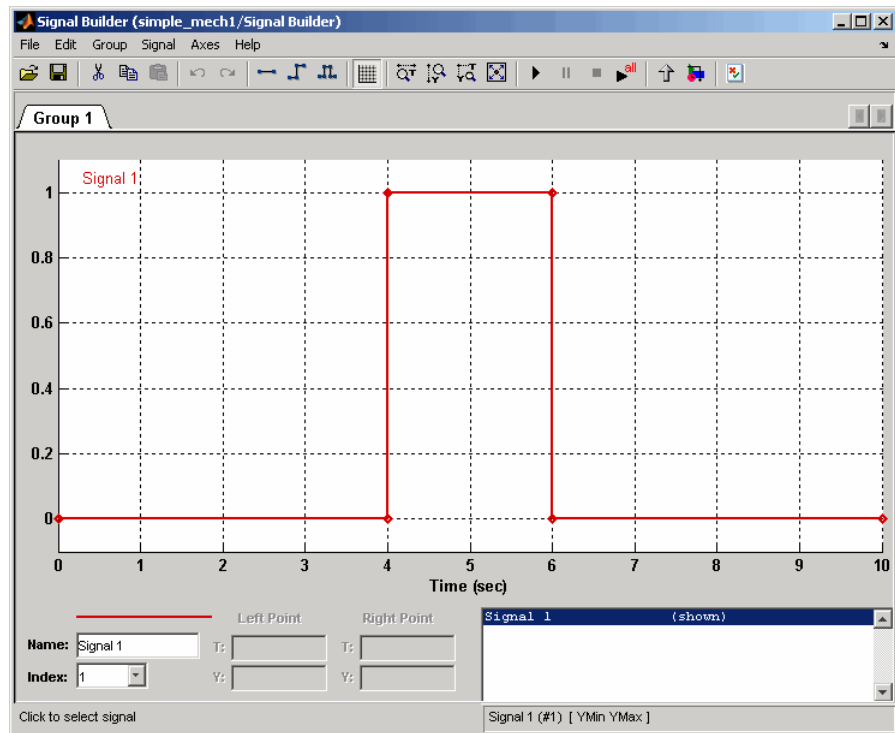 Signal Builder (simple_mech1/Signal Builder)
File Edit Group Signal Axes Help
all
Group 1
Signal 1
1
0.8
0.6
0.4
0.2
0
0 1 2 3 4 5 6 7 8 9 10
Time (sec)
Left Point Right Point
Name: Signal 1 T: T:
Index: 1 Y: Y:
Signal 1 (shown)
Click to select signal
Signal 1 (#1) [ YMin YMax ]